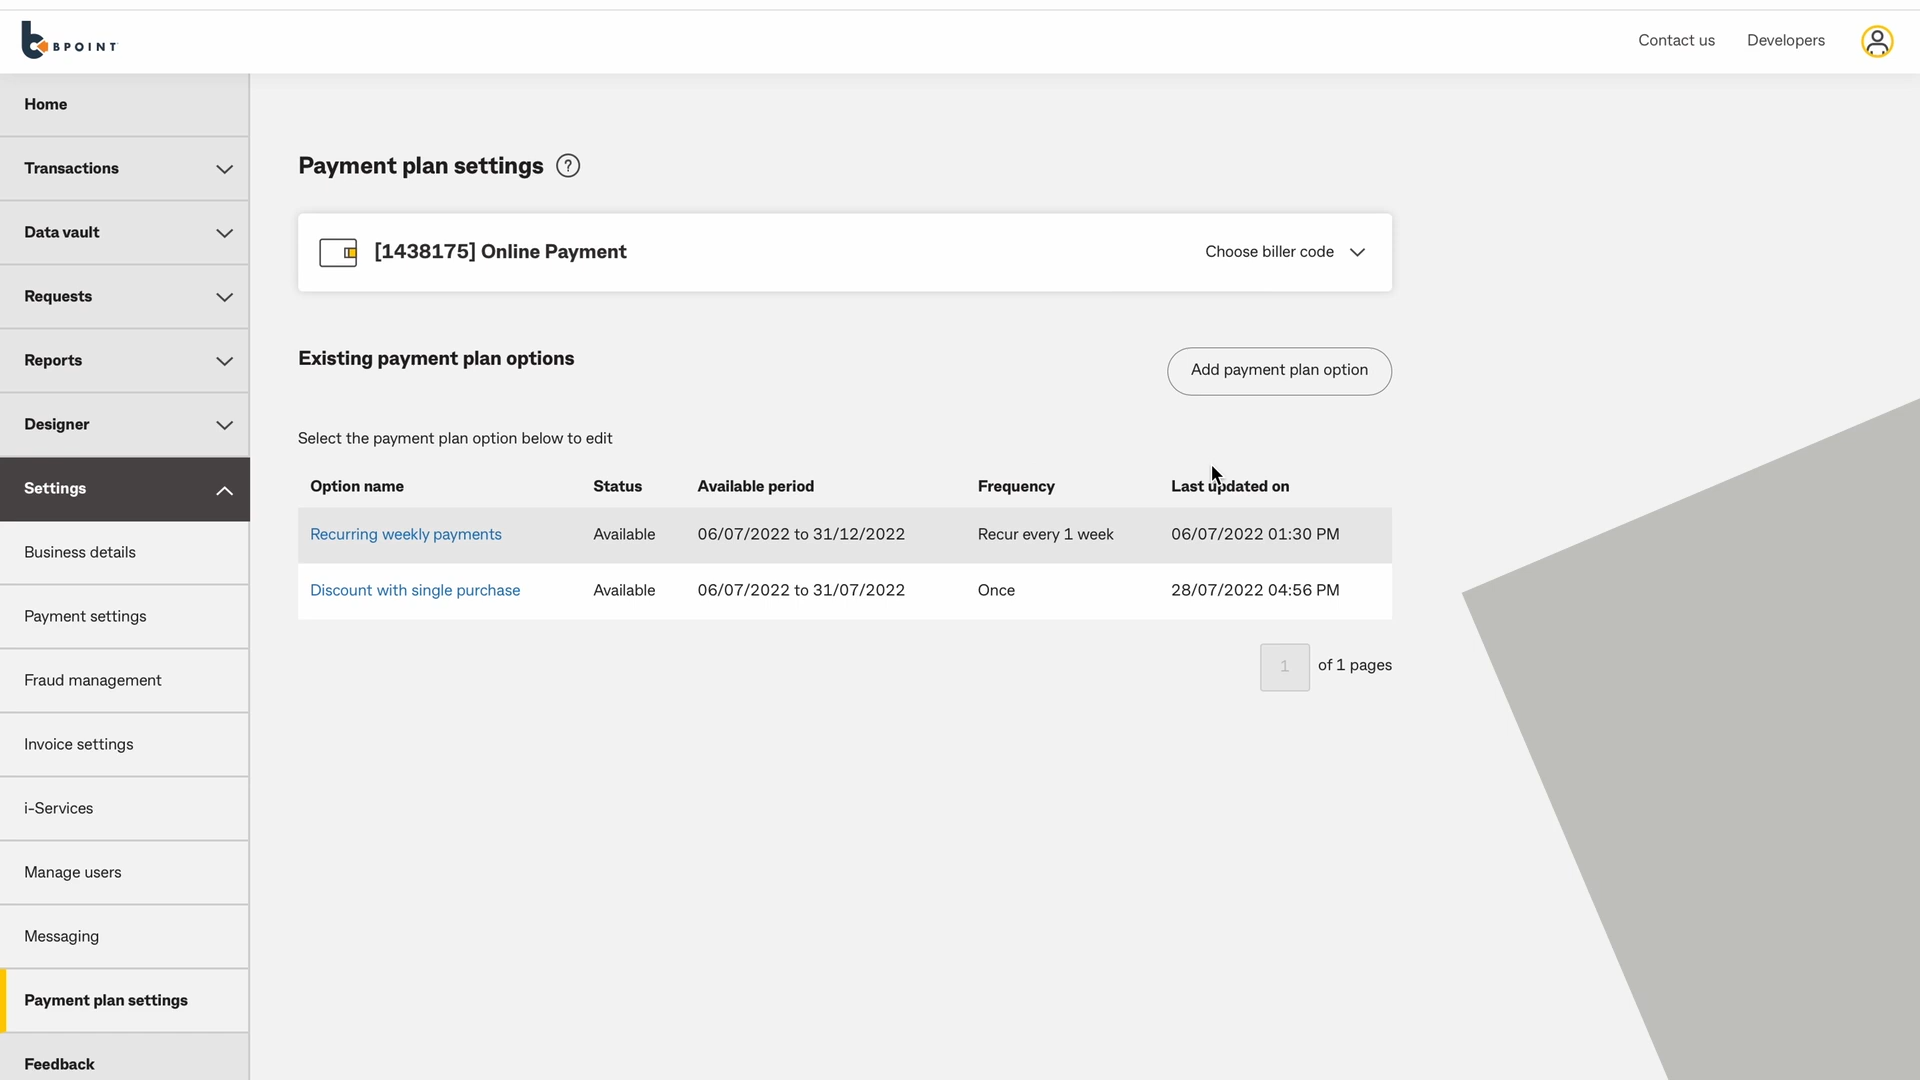 BPOINT
Contact us
Developers
Home
Transactions
Data vault
Requests
Reports
Designer
Settings
Business details
Payment settings
Fraud management
Invoice settings
i-Services
Manage users
Messaging
Payment plan settings
Feedback
Payment plan settings ?
[1438175] Online Payment
Choose biller code
Existing payment plan options
Add payment plan option
Select the payment plan option below to edit
Option name Status Available period Frequency Last updated on
Recurring weekly payments Available 06/07/2022 to 31/12/2022 Recur every 1 week 06/07/2022 01:30 PM
Discount with single purchase Available 06/07/2022 to 31/07/2022 Once 28/07/2022 04:56 PM
1 of 1 pages